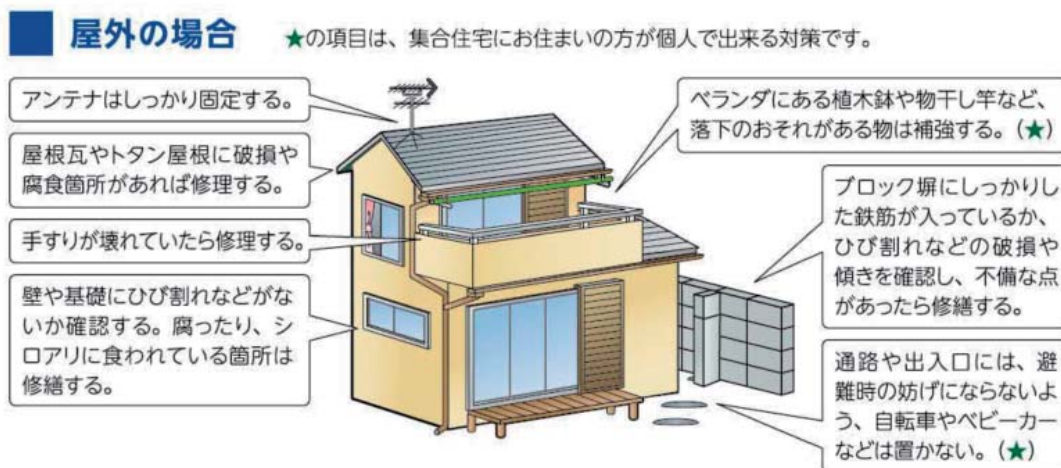 屋外の場合
★の項目は、集合住宅にお住まいの方が個人で出来る対策です。
アンテナはしっかり固定する。
屋根瓦やトタン屋根に破損や
腐食箇所があれば修理する。
手すりが壊れていたら修理する。
壁や基礎にひび割れなどがな
いか確認する。腐ったり、シ
ロアリに食われている箇所は
修繕する。
ベランダにある植木鉢や物干し竿など、
落下のおそれがある物は補強する。(★)
ブロック塀にしっかりし
た鉄筋が入っているか、
ひび割れなどの破損や
傾きを確認し、不備な点
があったら修繕する。
通路や出入口には、避
難時の妨げにならないよ
う、自転車やベビーカー
などは置かない。(★)